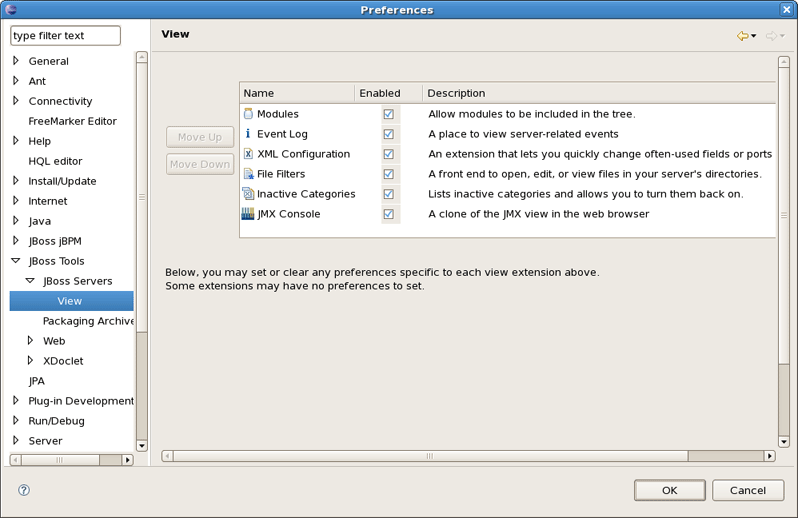 Preferences
type filter text
General
Ant
Connectivity
FreeMarker Editor
Help
HQL editor
Install/Update
Internet
Java
JBoss jBPM
JBoss Tools
JBoss Servers
View
Packaging Archive
Web
XDoclet
JPA
Plug-in Development
Run/Debug
Server
View
Name Enabled Description
Modules Allow modules to be included in the tree.
Event Log A place to view server-related events
XML Configuration An extension that lets you quickly change often-used fields or ports
File Filters A front end to open, edit, or view files in your server's directories.
Inactive Categories Lists inactive categories and allows you to turn them back on.
JMX Console A clone of the JMX view in the web browser
Move Up
Move Down
Below, you may set or clear any preferences specific to each view extension above.
Some extensions may have no preferences to set.
OK Cancel